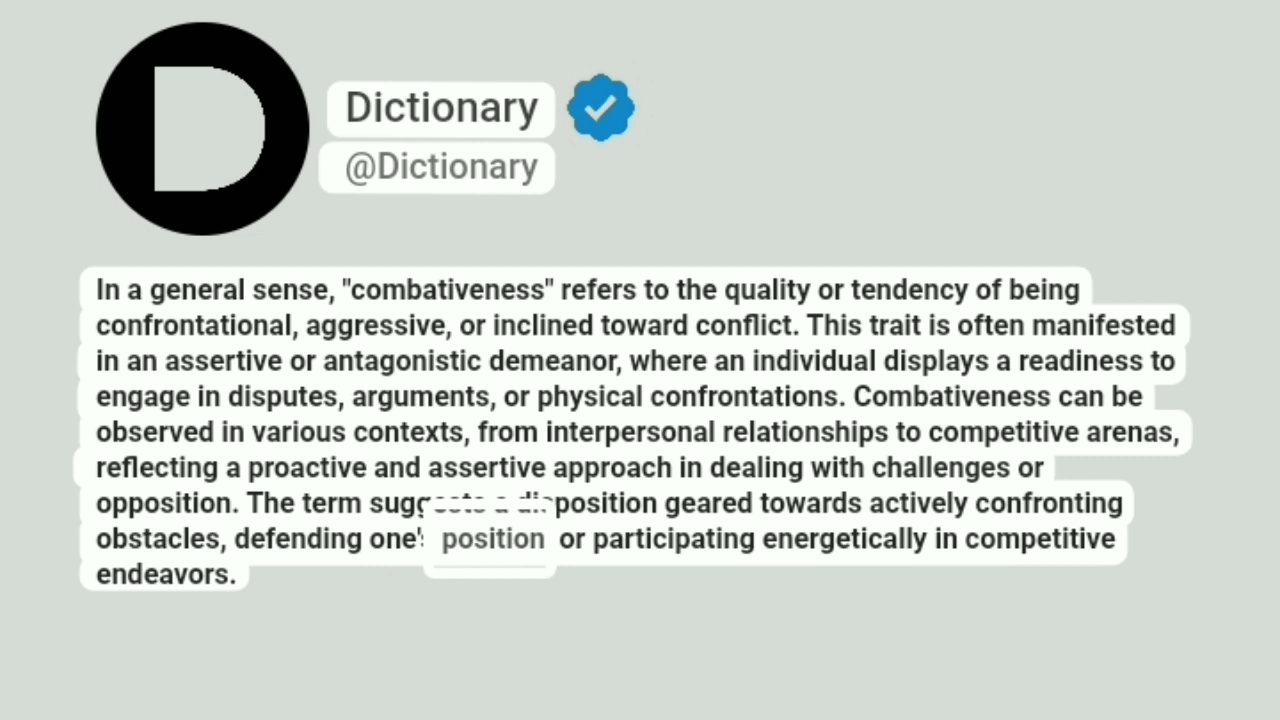 D
Dictionary
@Dictionary
In a general sense, "combativeness" refers to the quality or tendency of being
confrontational, aggressive, or inclined toward conflict. This trait is often manifested
in an assertive or antagonistic demeanor, where an individual displays a readiness to
engage in disputes, arguments, or physical confrontations. Combativeness can be
observed in various contexts, from interpersonal relationships to competitive arenas,
reflecting a proactive and assertive approach in dealing with challenges or
opposition. The term suggests a disposition geared towards actively confronting
obstacles, defending one's position or participating energetically in competitive
endeavors.